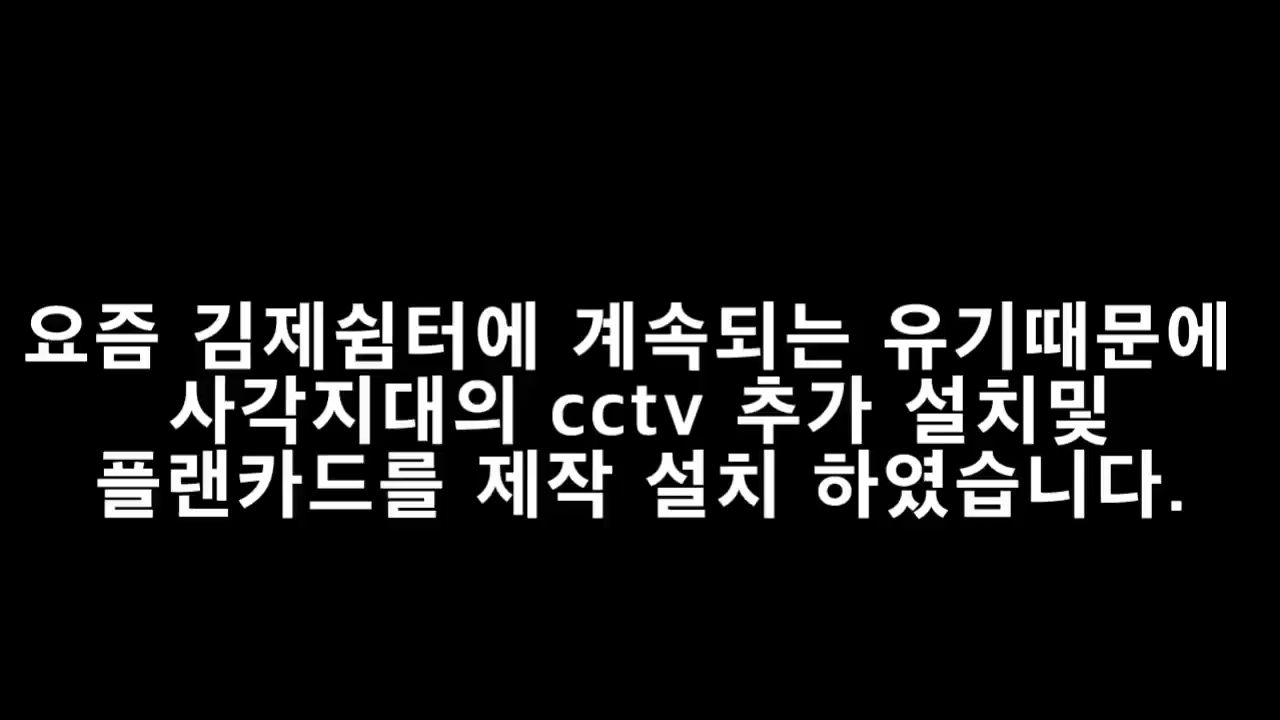 요즘 김제쉼터에 계속되는 유기때문에
사각지대의 cctv 추가 설치및
플랜카드를 제작 설치 하였습니다.